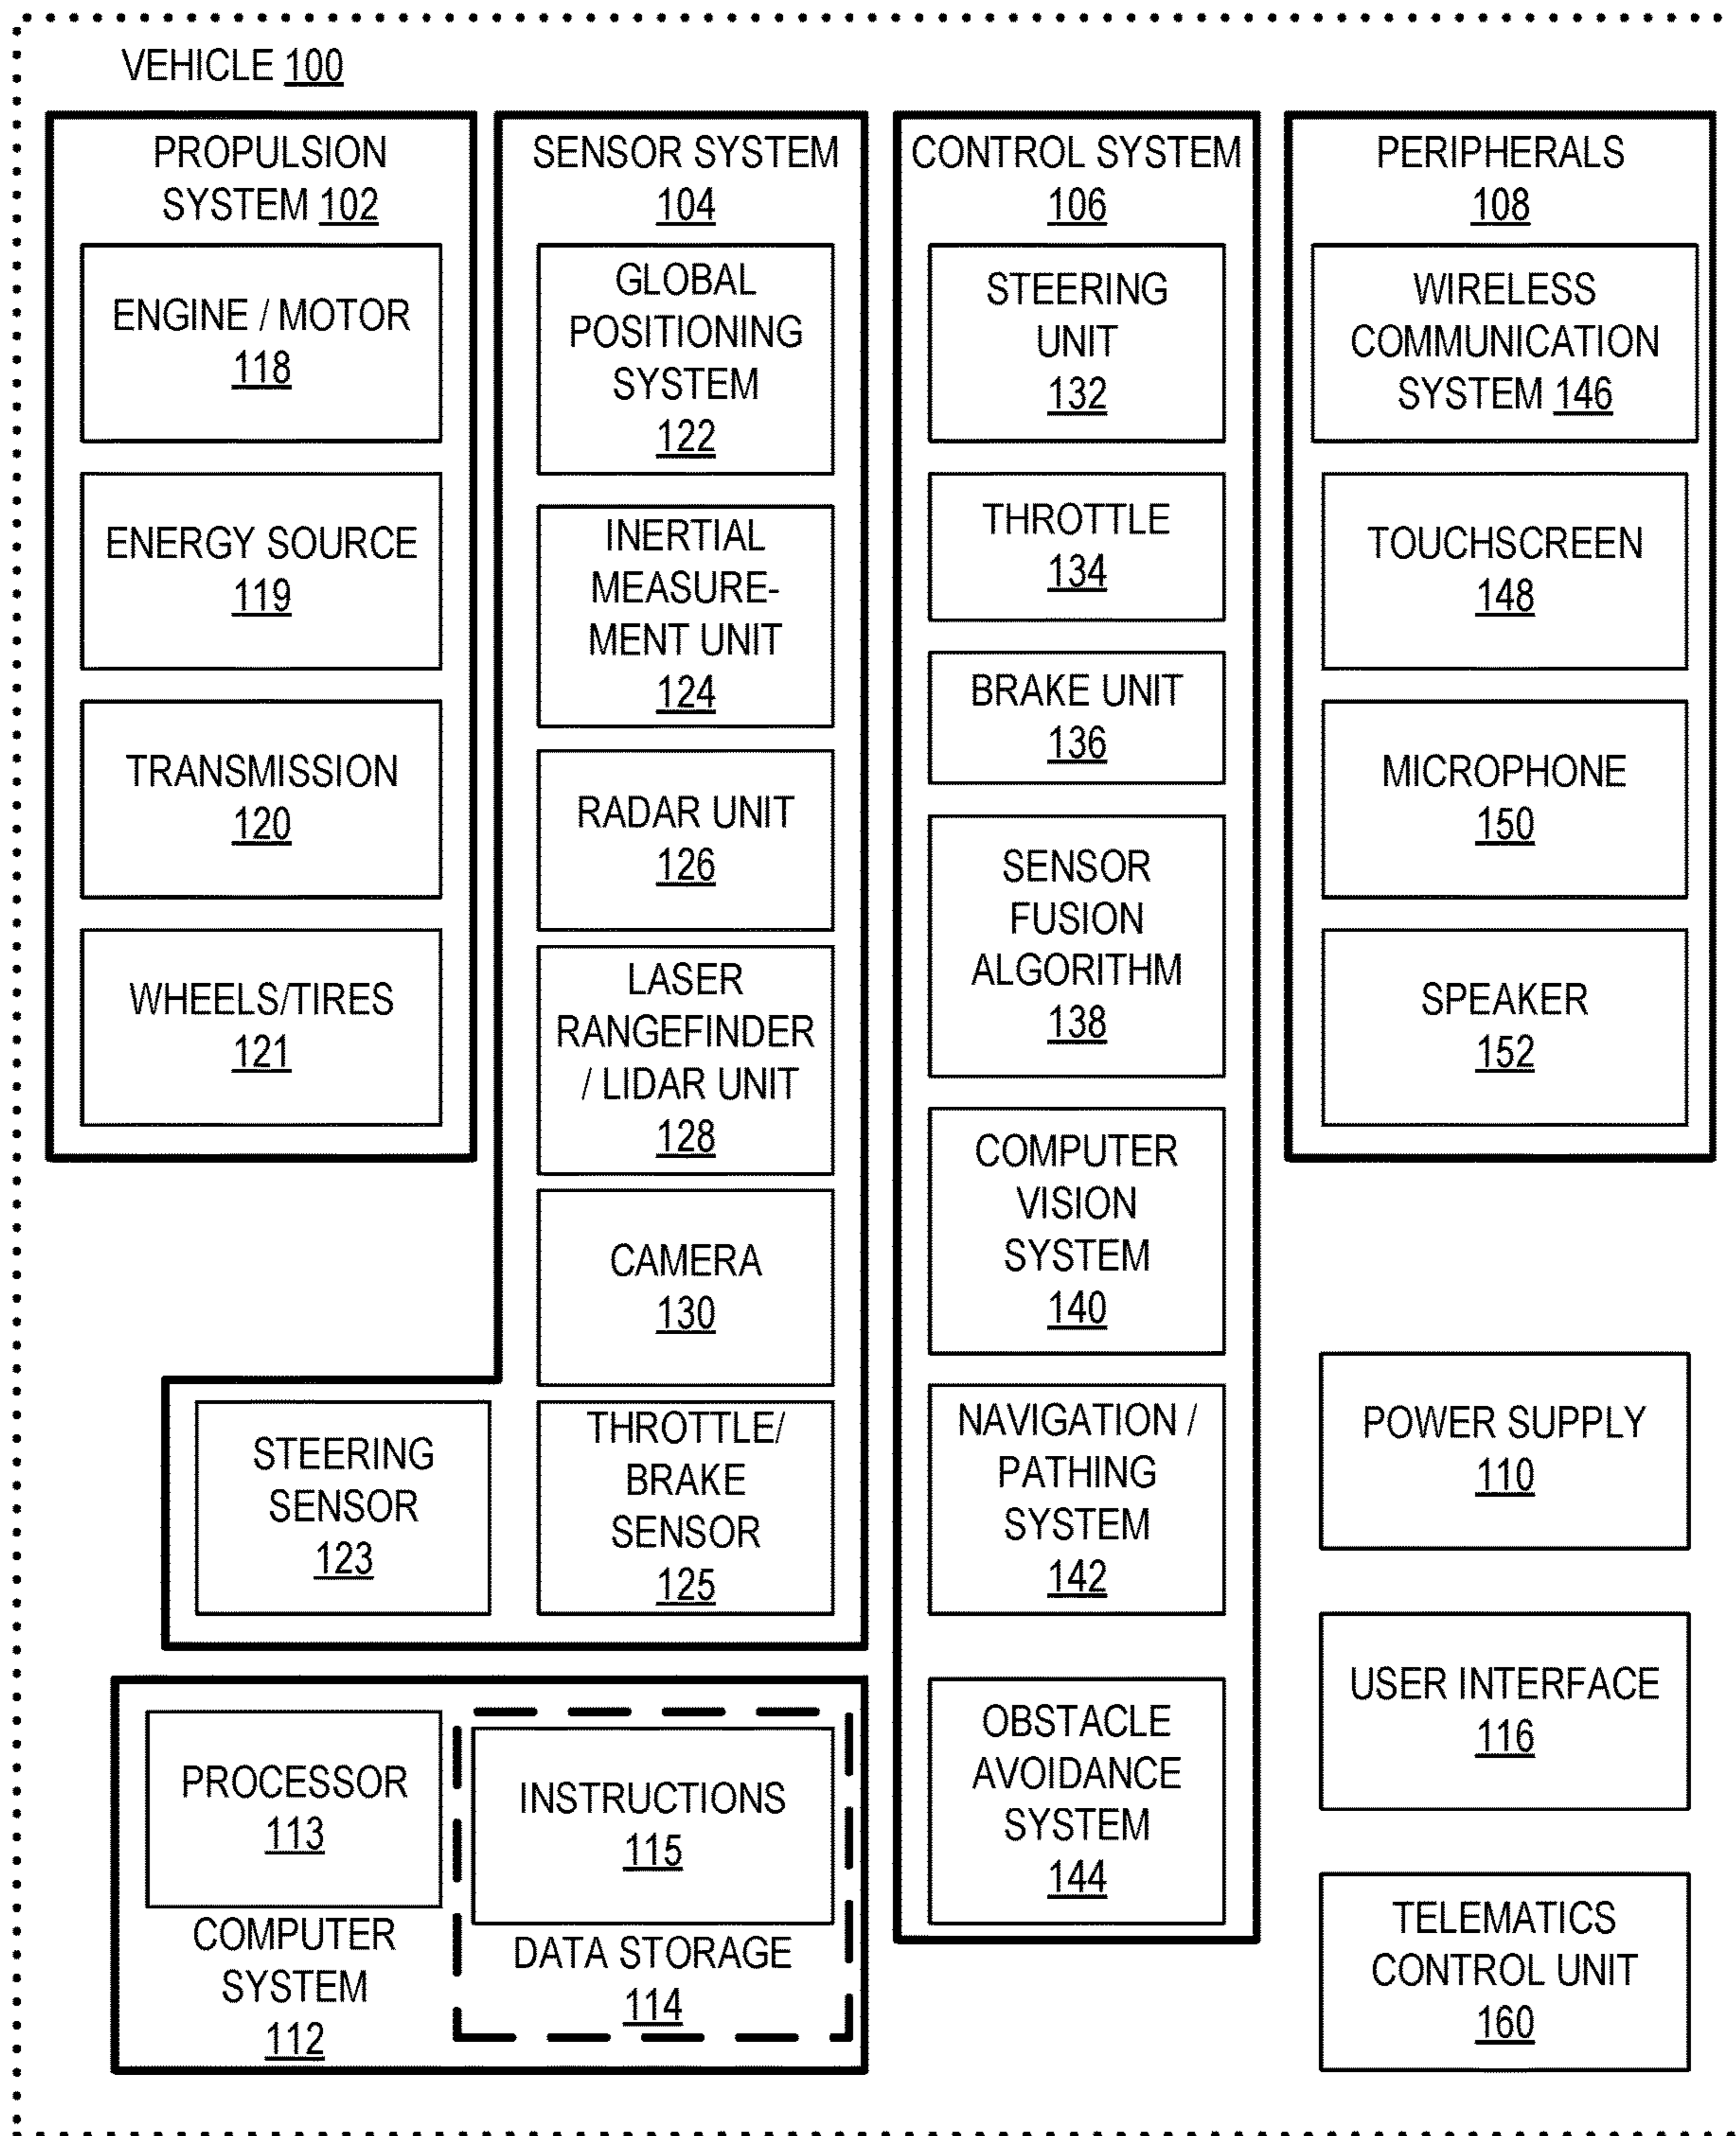 VEHICLE 100
PROPULSION
SYSTEM 102
ENGINE / MOTOR
118
ENERGY SOURCE
119
TRANSMISSION
120
WHEELS/TIRES
121
SENSOR SYSTEM
104
GLOBAL
POSITIONING
SYSTEM
122
INERTIAL
MEASURE-
MENT UNIT
124
RADAR UNIT
126
LASER
RANGEFINDER
/ LIDAR UNIT
128
CAMERA
130
STEERING
SENSOR
123
THROTTLE/
BRAKE
SENSOR
125
CONTROL SYSTEM
106
STEERING
UNIT
132
THROTTLE
134
BRAKE UNIT
136
SENSOR
FUSION
ALGORITHM
138
COMPUTER
VISION
SYSTEM
140
NAVIGATION /
PATHING
SYSTEM
142
OBSTACLE
AVOIDANCE
SYSTEM
144
PERIPHERALS
108
WIRELESS
COMMUNICATION
SYSTEM 146
TOUCHSCREEN
148
MICROPHONE
150
SPEAKER
152
POWER SUPPLY
110
USER INTERFACE
116
TELEMATICS
CONTROL UNIT
160
PROCESSOR
113
COMPUTER
SYSTEM
112
INSTRUCTIONS
115
DATA STORAGE
114